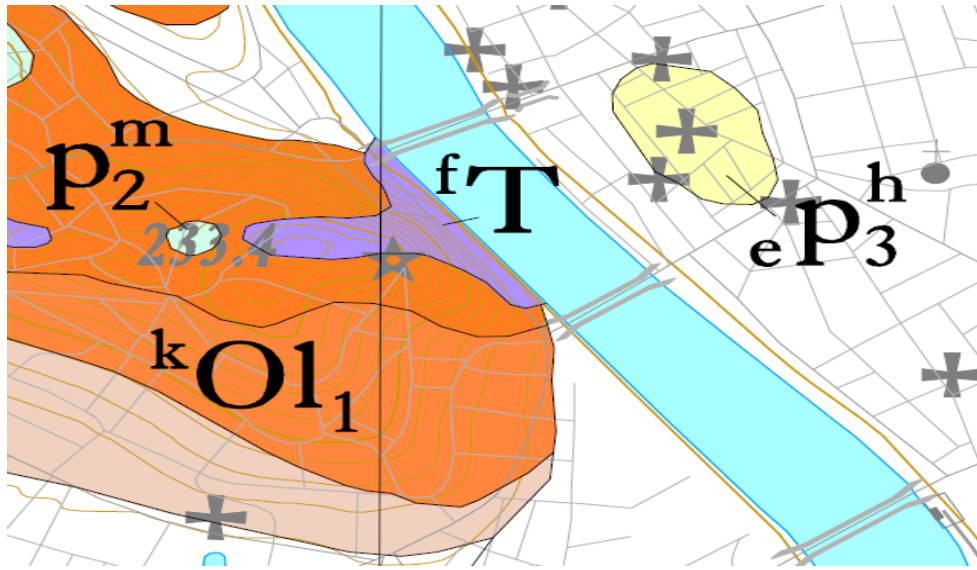 p₂ᵐ
ᶠT
ₑp₃ʰ
233.4
ᵏOl₁